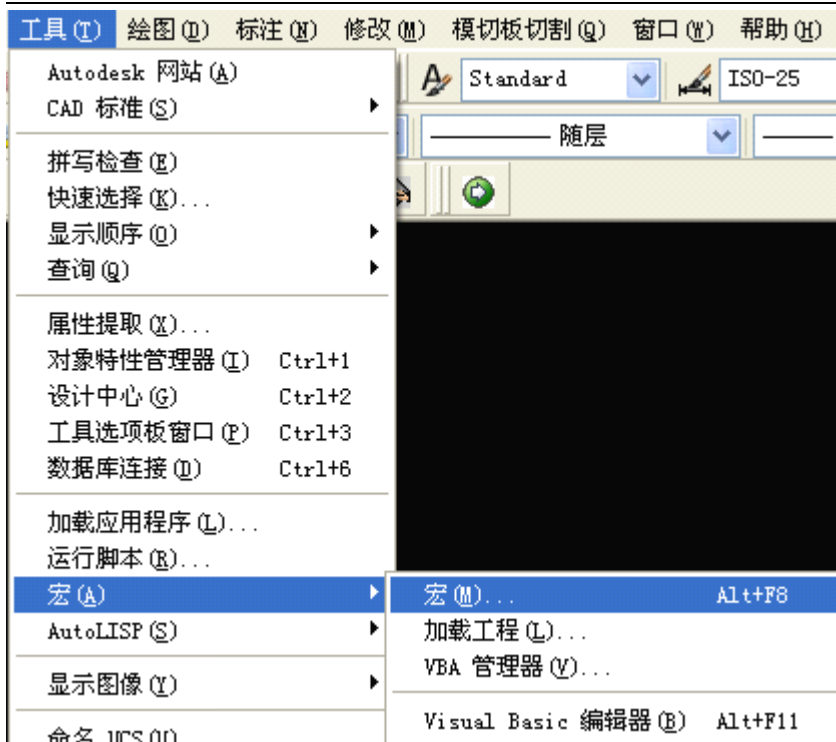 工具(T) 绘图(D) 标注(N) 修改(M) 模切板切割(Q) 窗口(W) 帮助(H)
Standard ISO-25
随层
Autodesk 网站(A)
CAD 标准(S)
拼写检查(E)
快速选择(K)...
显示顺序(O)
查询(Q)
属性提取(X)...
对象特性管理器(I) Ctrl+1
设计中心(G) Ctrl+2
工具选项板窗口(P) Ctrl+3
数据库连接(D) Ctrl+6
加载应用程序(L)...
运行脚本(R)...
宏(A)
AutoLISP(S)
显示图像(Y)
命名 UCS(U)
宏(M)... Alt+F8
加载工程(L)...
VBA 管理器(V)...
Visual Basic 编辑器(B) Alt+F11